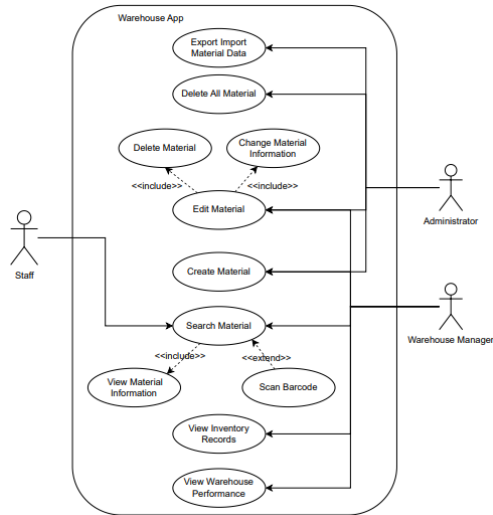 Warehouse App
Export Import
Material Data
Delete All Material
Delete Material
Change Material
Information
<<include>>
<<include>>
Edit Material
Administrator
Staff
Create Material
Search Material
Warehouse Manager
<<include>>
<<extend>>
View Material
Information
Scan Barcode
View Inventory
Records
View Warehouse
Performance